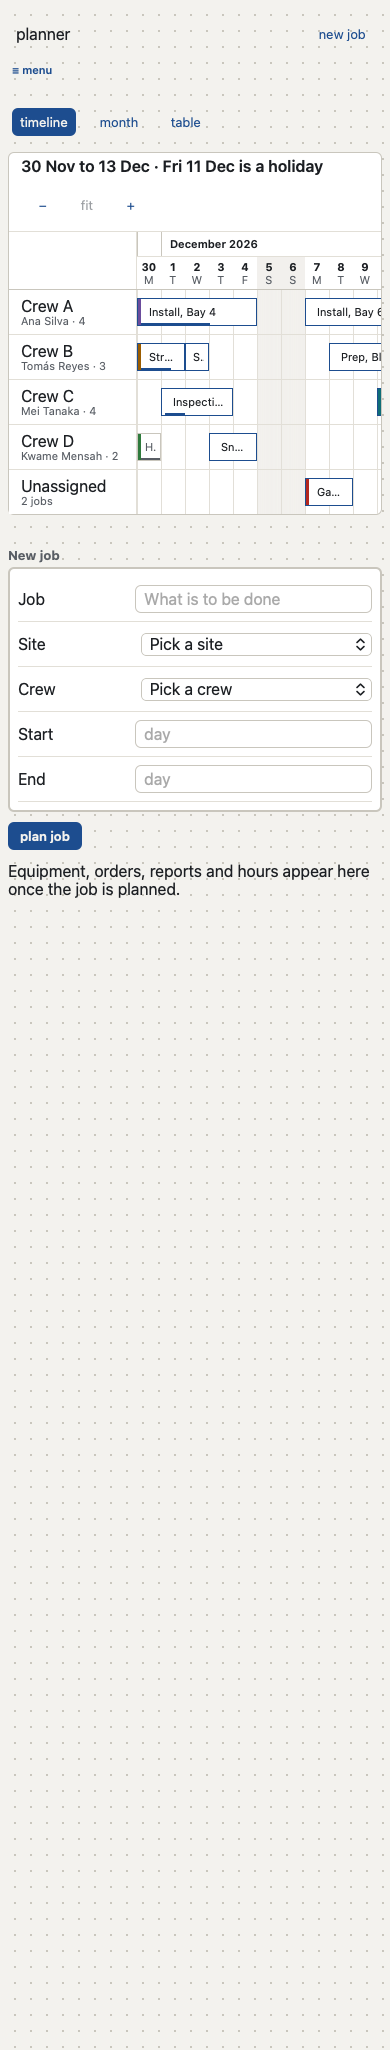 planner
new job
≡ menu
timeline
month
table
30 Nov to 13 Dec · Fri 11 Dec is a holiday
− fit +
December 2026
30 1 2 3 4 5 6 7 8 9
M T W T F S S M T W
Crew A
Ana Silva · 4
Install, Bay 4
Install, Bay 6
Crew B
Tomás Reyes · 3
Str…
S.
Prep, Bl
Crew C
Mei Tanaka · 4
Inspecti…
Crew D
Kwame Mensah · 2
H.
Sn…
Unassigned
2 jobs
Ga…
New job
Job
What is to be done
Site
Pick a site
Crew
Pick a crew
Start
day
End
day
plan job
Equipment, orders, reports and hours appear here
once the job is planned.